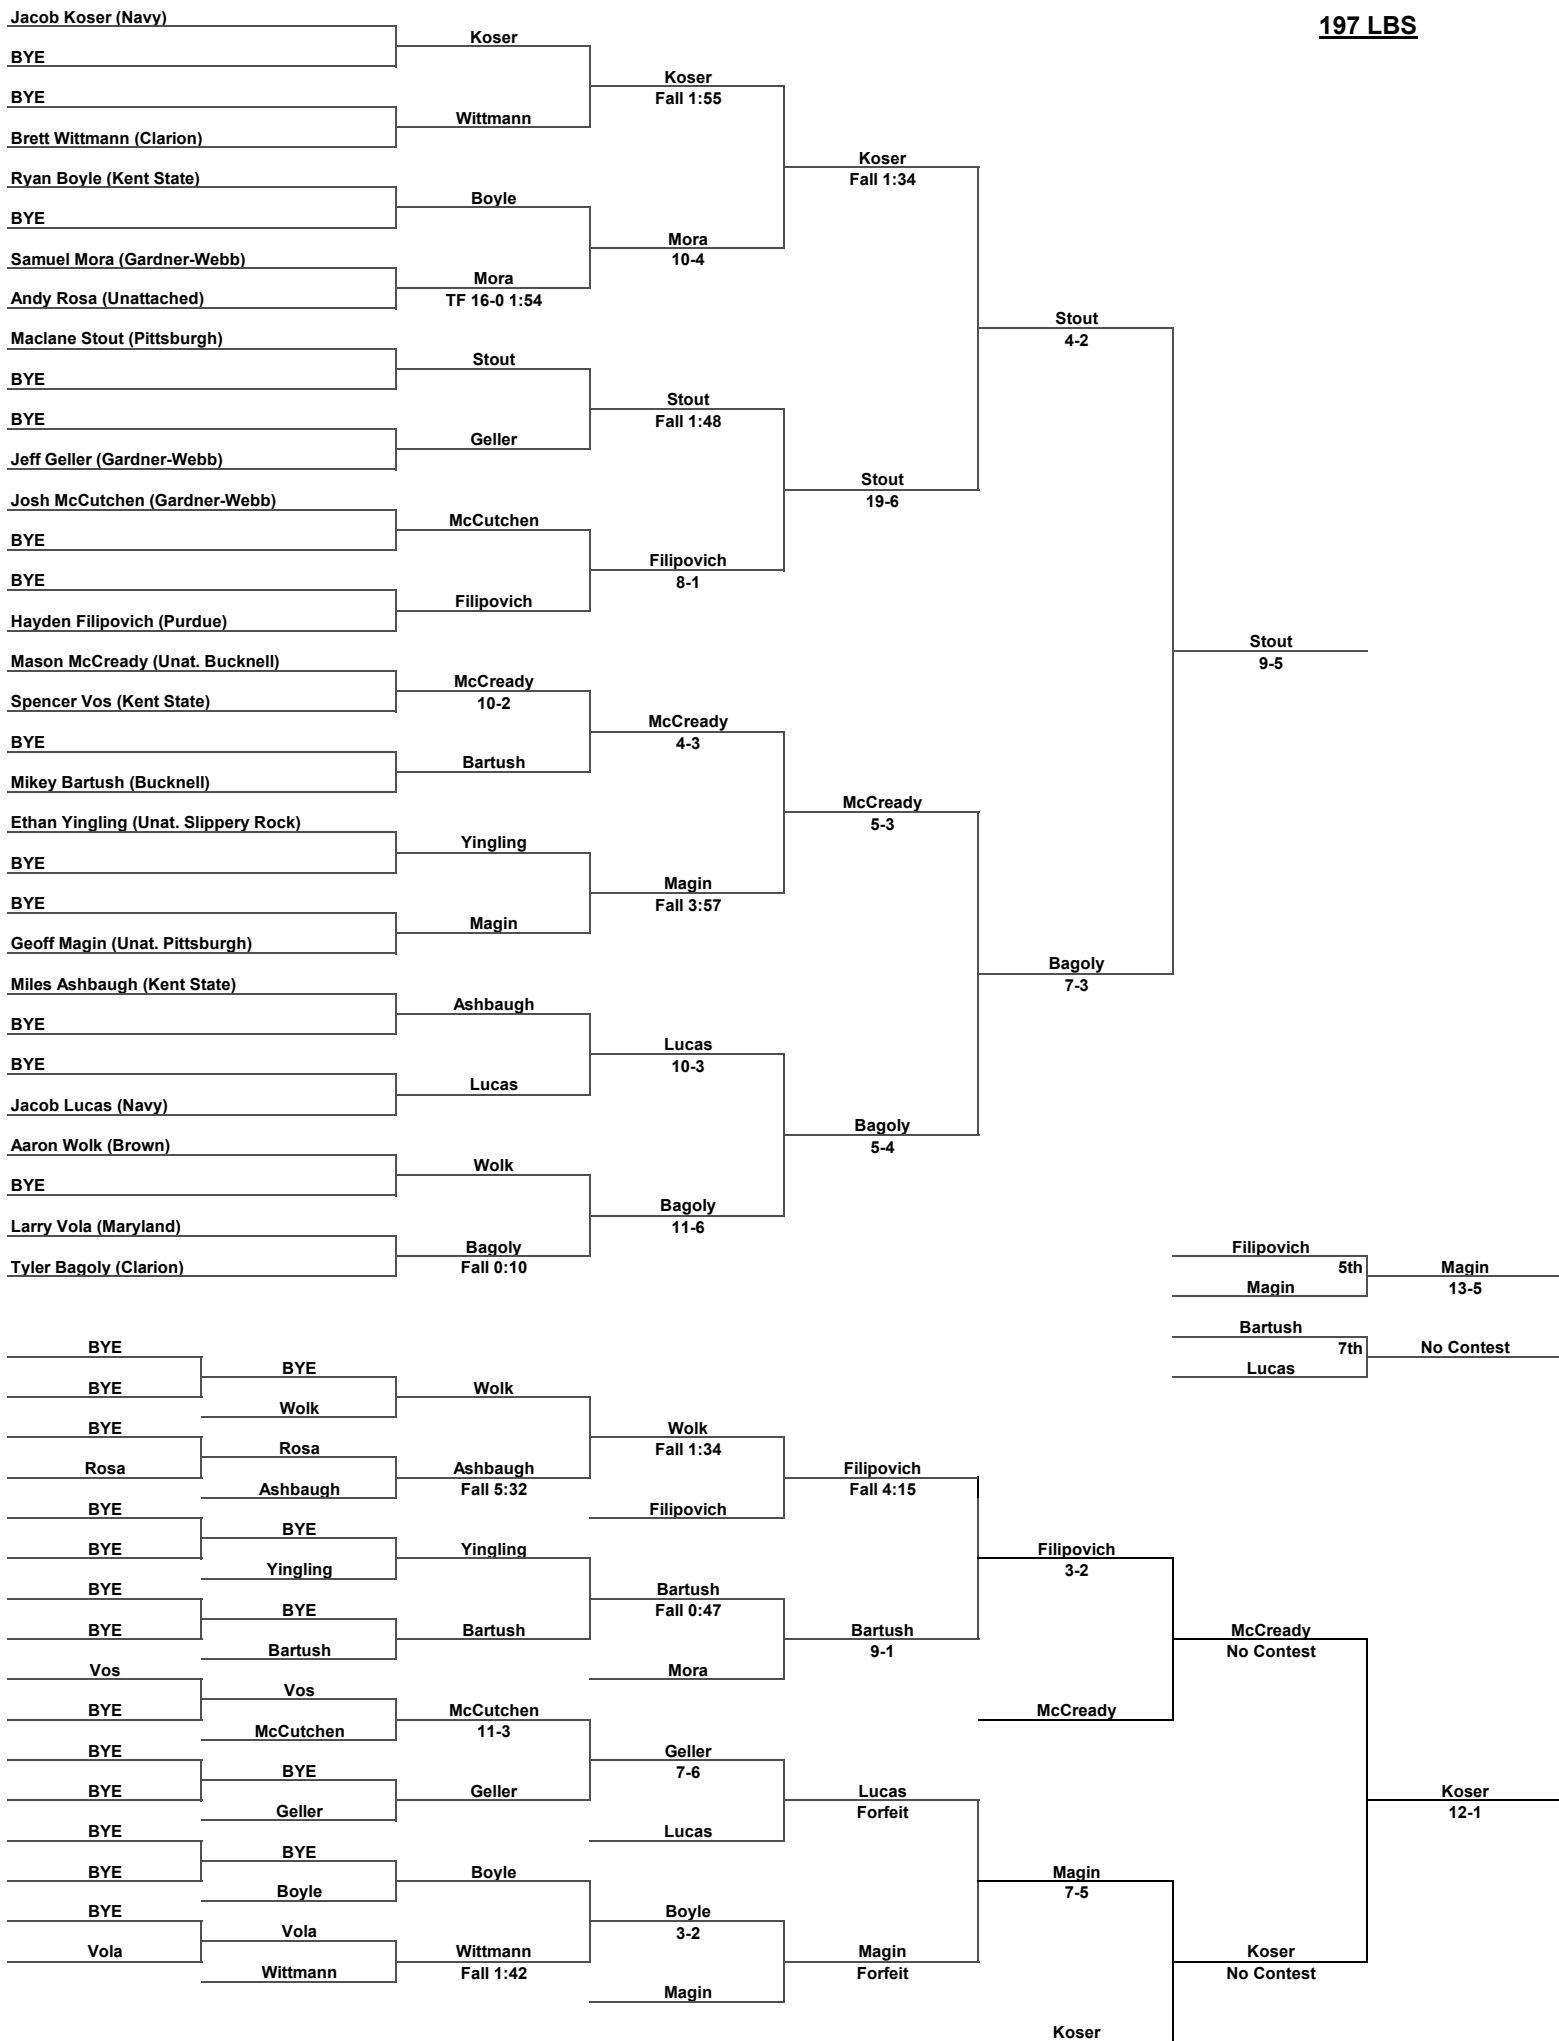 197 LBS
Jacob Koser (Navy)
Koser
BYE
Koser
Fall 1:55
BYE
Wittmann
Brett Wittmann (Clarion)
Koser
Fall 1:34
Ryan Boyle (Kent State)
Boyle
BYE
Mora
10-4
Samuel Mora (Gardner-Webb)
Mora
TF 16-0 1:54
Andy Rosa (Unattached)
Stout
4-2
Maclane Stout (Pittsburgh)
Stout
BYE
Stout
Fall 1:48
BYE
Geller
Jeff Geller (Gardner-Webb)
Stout
19-6
Josh McCutchen (Gardner-Webb)
McCutchen
BYE
Filipovich
8-1
BYE
Filipovich
Hayden Filipovich (Purdue)
Stout
9-5
Mason McCready (Unat. Bucknell)
McCready
10-2
Spencer Vos (Kent State)
McCready
4-3
BYE
Bartush
Mikey Bartush (Bucknell)
McCready
5-3
Ethan Yingling (Unat. Slippery Rock)
Yingling
BYE
Magin
Fall 3:57
BYE
Magin
Geoff Magin (Unat. Pittsburgh)
Bagoly
7-3
Miles Ashbaugh (Kent State)
Ashbaugh
BYE
Lucas
10-3
BYE
Lucas
Jacob Lucas (Navy)
Bagoly
5-4
Aaron Wolk (Brown)
Wolk
BYE
Bagoly
11-6
Larry Vola (Maryland)
Bagoly
Fall 0:10
Tyler Bagoly (Clarion)
Filipovich
5th
Magin
Magin
13-5
Bartush
7th
Lucas
No Contest
BYE
BYE
BYE
Wolk
Wolk
BYE
Wolk
Fall 1:34
Rosa
Rosa
Ashbaugh
Ashbaugh
Fall 5:32
Filipovich
Fall 4:15
BYE
Filipovich
BYE
BYE
Yingling
Yingling
Filipovich
3-2
BYE
Bartush
Fall 0:47
BYE
BYE
Bartush
Bartush
Bartush
9-1
McCready
No Contest
Vos
Mora
Vos
BYE
McCutchen
McCutchen
11-3
McCready
BYE
Geller
7-6
BYE
BYE
Geller
Geller
Lucas
Forfeit
Koser
12-1
BYE
Lucas
BYE
BYE
Boyle
Boyle
Magin
7-5
BYE
Boyle
3-2
Vola
Vola
Wittmann
Wittmann
Fall 1:42
Magin
Forfeit
Koser
No Contest
Magin
Koser